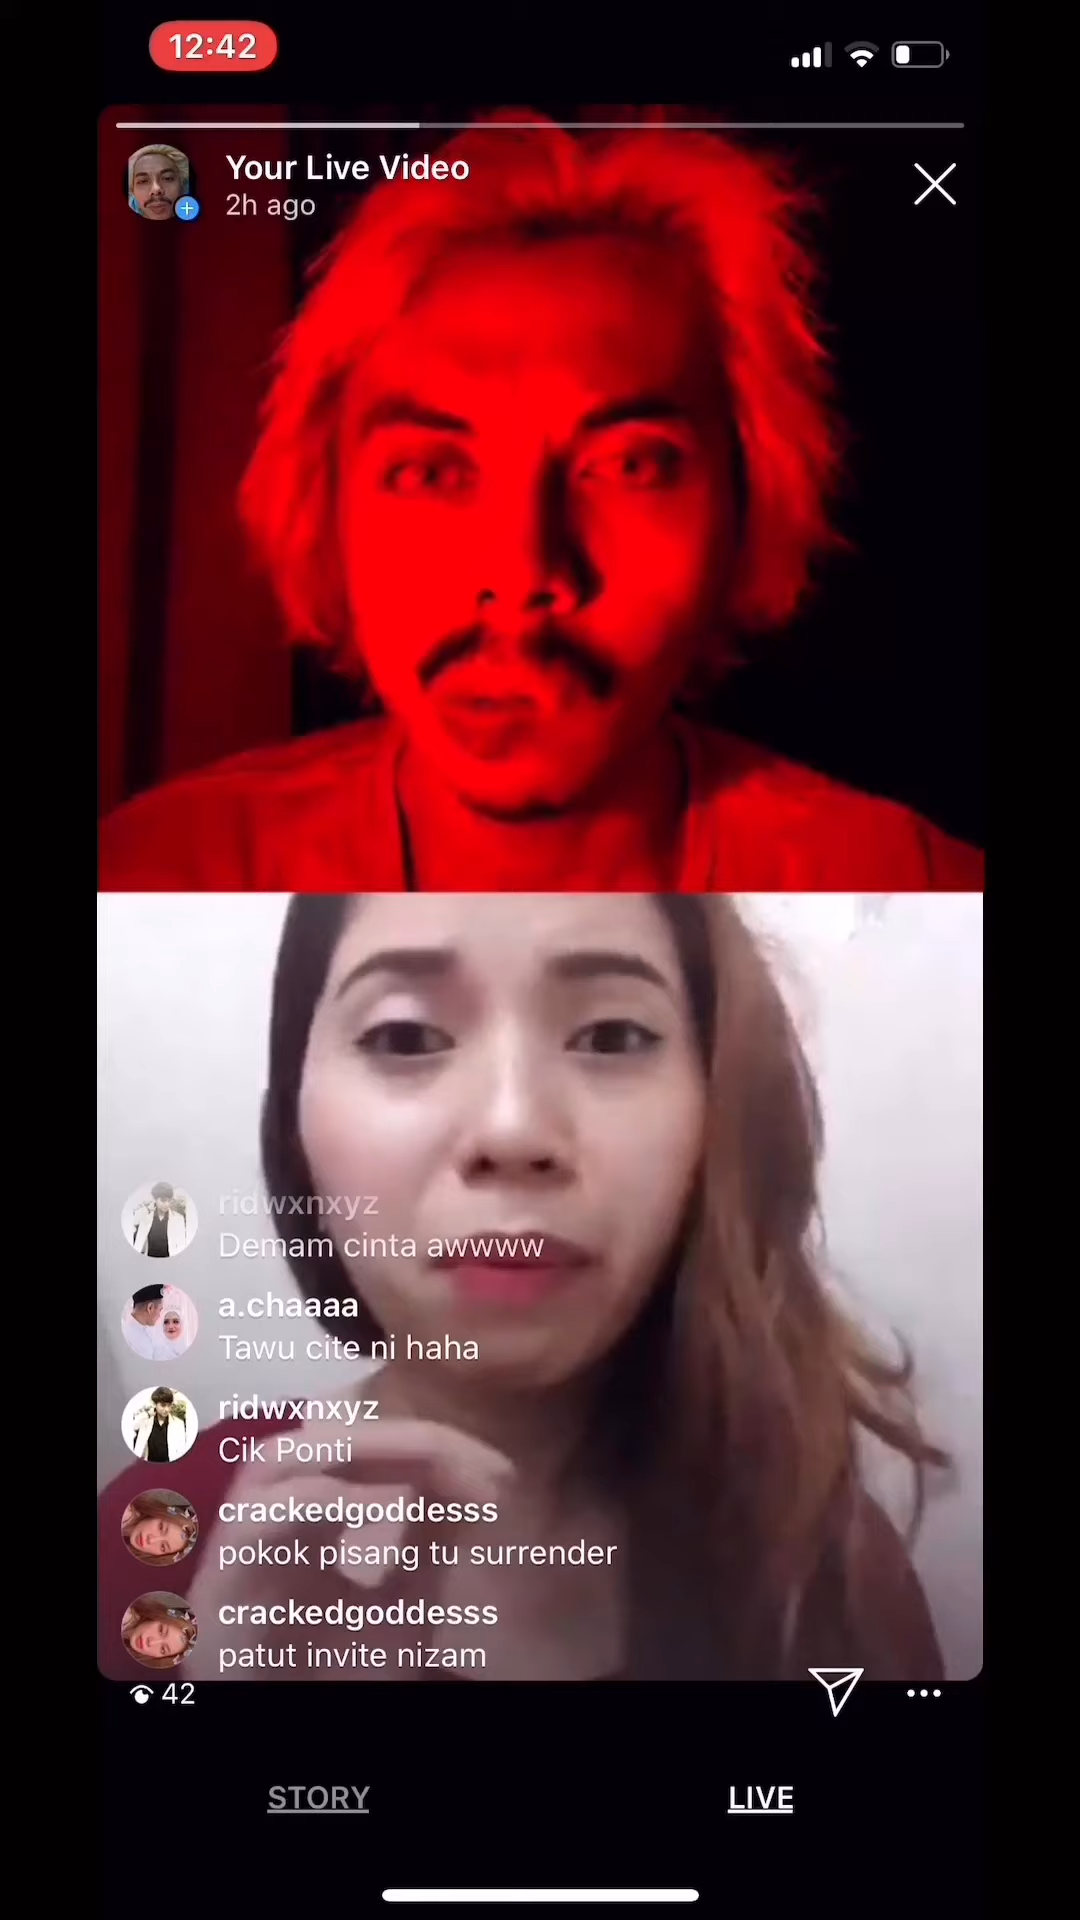 12:42
Your Live Video
2h ago
ridwxnxyz
Demam cinta awwww
a.chaaaa
Tawu cite ni haha
ridwxnxyz
Cik Ponti
crackedgoddesss
pokok pisang tu surrender
crackedgoddesss
patut invite nizam
42
STORY
LIVE